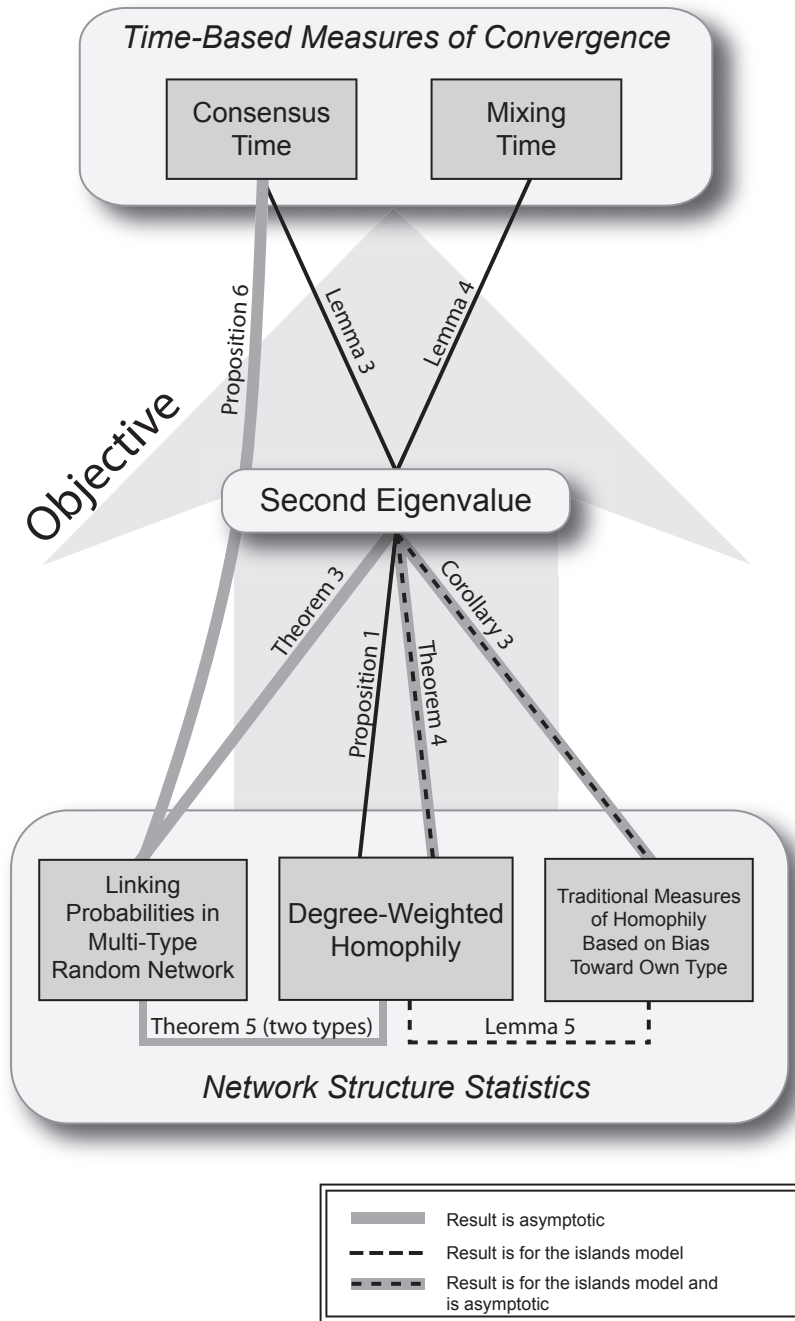 Time-Based Measures of Convergence
Consensus
Time
Mixing
Time
Proposition 6
Lemma 3
Lemma 4
Objective
Second Eigenvalue
Theorem 3
Proposition 1
Theorem 4
Corollary 3
Linking
Probabilities in
Multi-Type
Random Network
Degree-Weighted
Homophily
Traditional Measures
of Homophily
Based on Bias
Toward Own Type
Theorem 5 (two types)
Lemma 5
Network Structure Statistics
Result is asymptotic
Result is for the islands model
Result is for the islands model and
is asymptotic